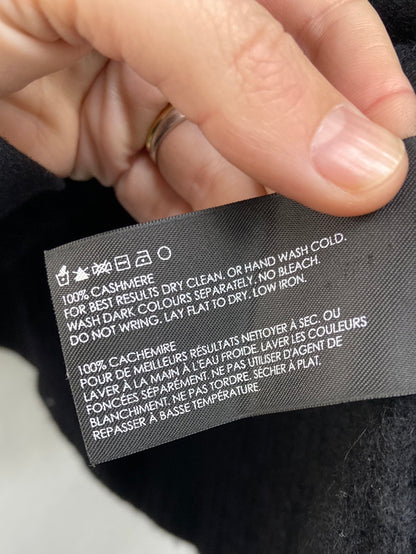 100% CASHMERE
FOR BEST RESULTS DRY CLEAN, OR HAND WASH COLD.
WASH DARK COLOURS SEPARATELY. NO BLEACH.
DO NOT WRING. LAY FLAT TO DRY. LOW IRON.
100% CACHEMIRE
POUR DE MEILLEURS RÉSULTATS NETTOYER À SEC, OU
LAVER À LA MAIN À L'EAU FROIDE. LAVER LES COULEURS
FONCÉES SÉPARÉMENT. NE PAS UTILISER D'AGENT DE
BLANCHIMENT. NE PAS TORDRE. SÉCHER À PLAT.
REPASSER À BASSE TEMPÉRATURE.